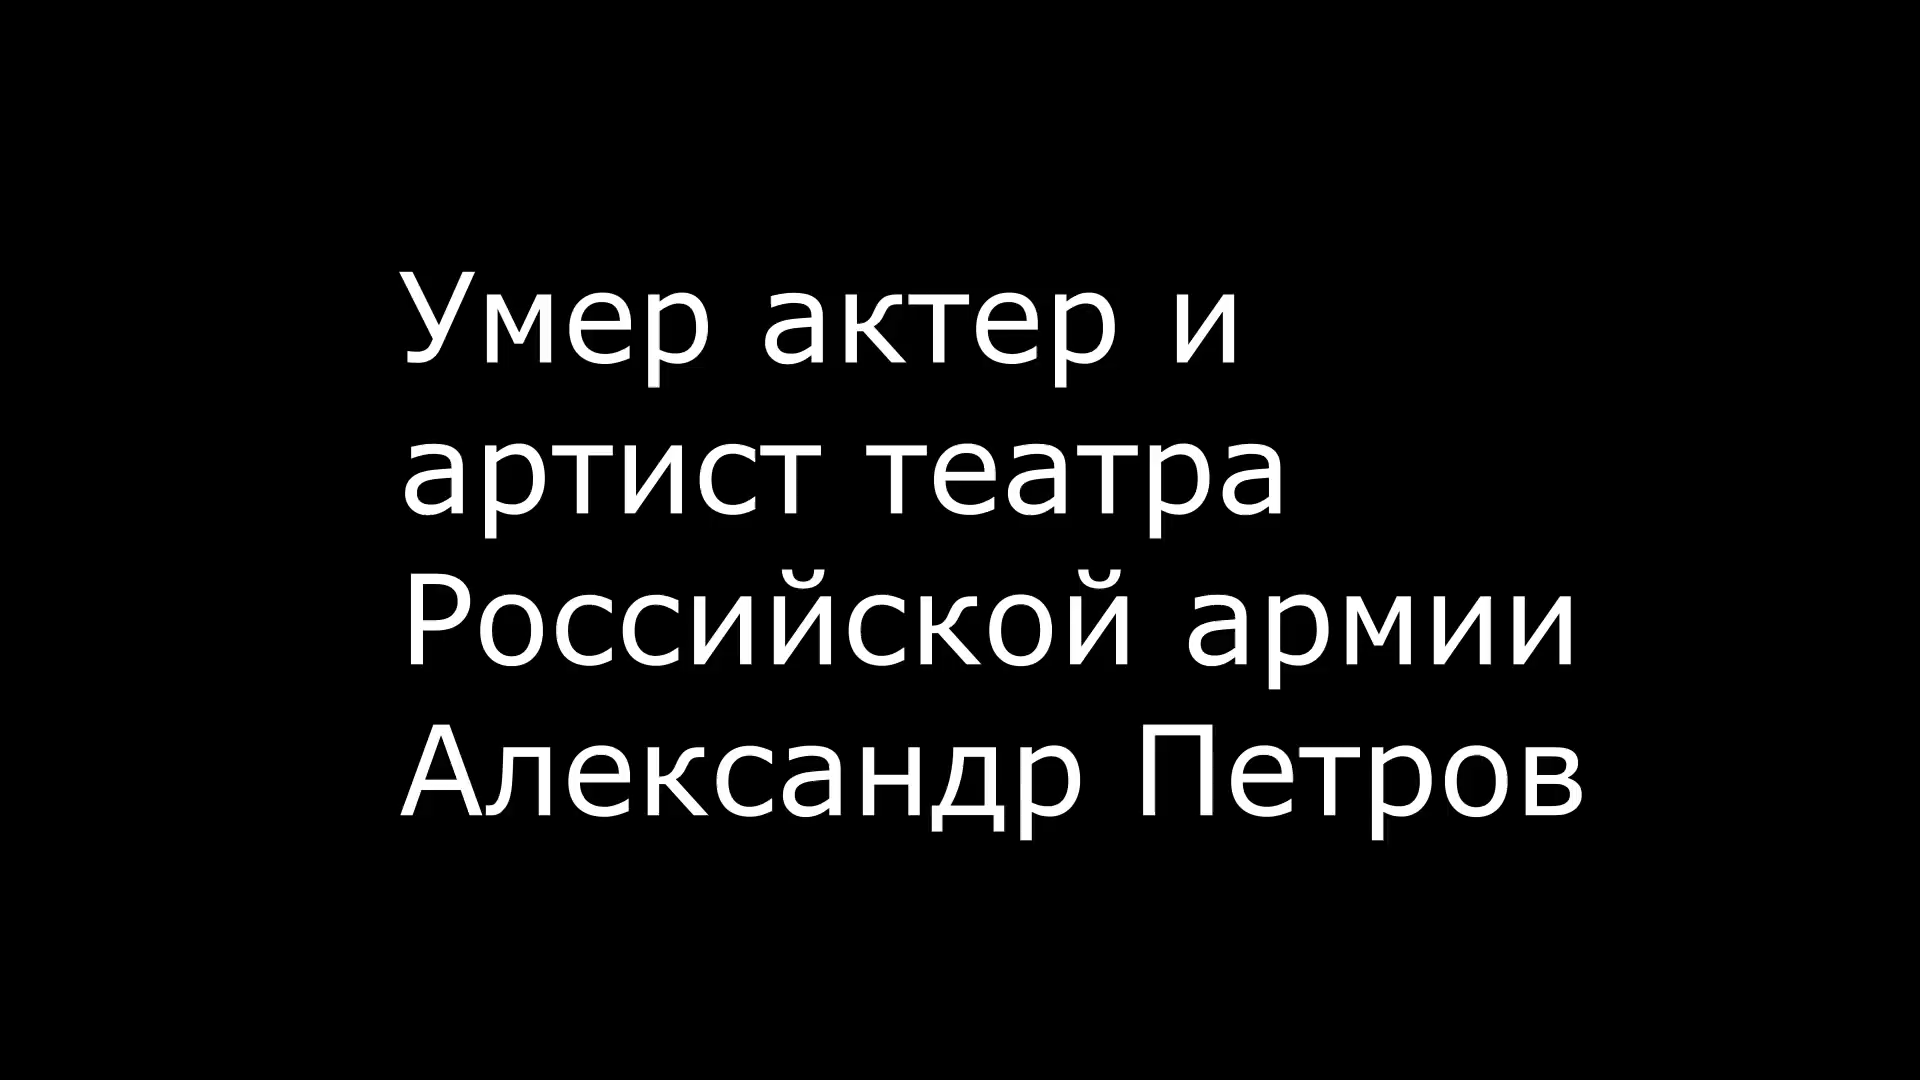 Умер актер и
артист театра
Российской армии
Александр Петров